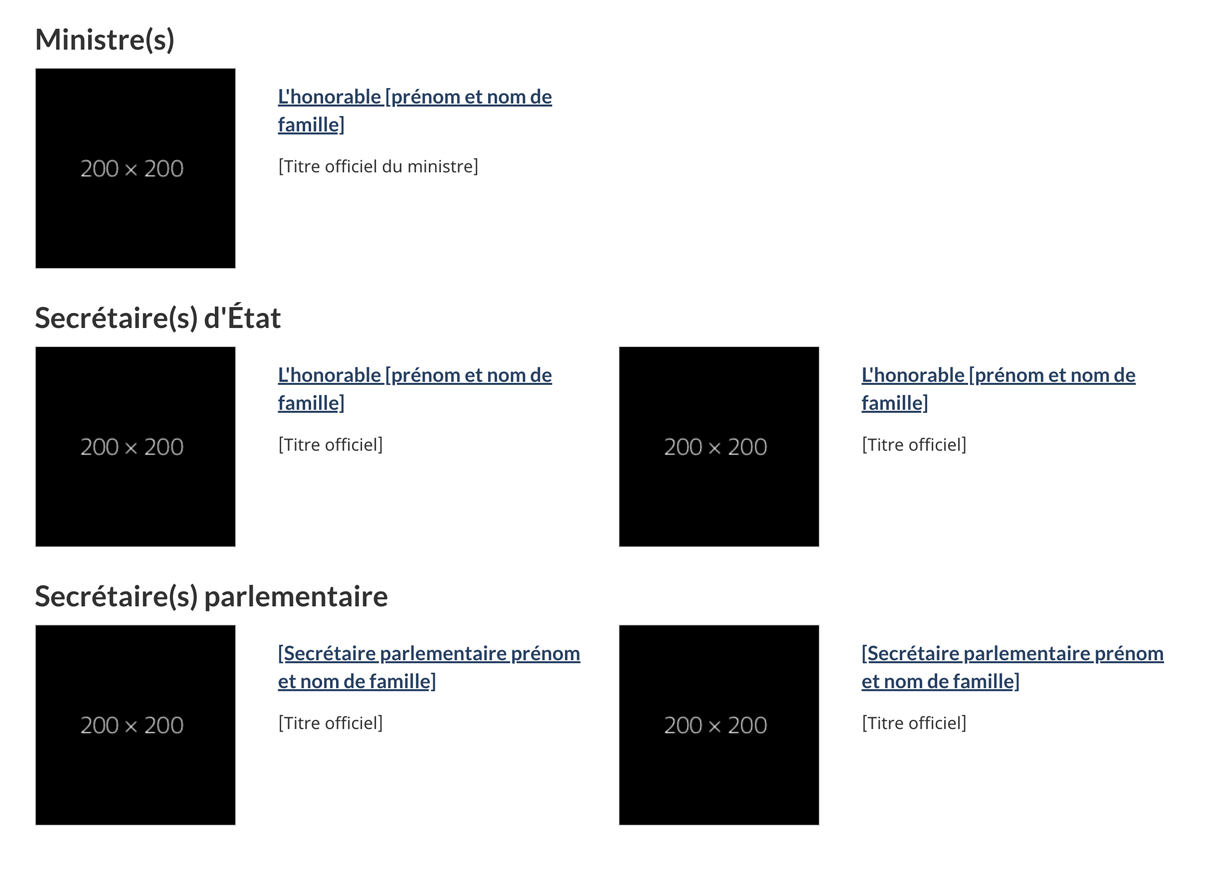 Ministre(s)
200 × 200
L'honorable [prénom et nom de
famille]
[Titre officiel du ministre]
Secrétaire(s) d'État
200 × 200
L'honorable [prénom et nom de
famille]
[Titre officiel]
200 × 200
L'honorable [prénom et nom de
famille]
[Titre officiel]
Secrétaire(s) parlementaire
200 × 200
[Secrétaire parlementaire prénom
et nom de famille]
[Titre officiel]
200 × 200
[Secrétaire parlementaire prénom
et nom de famille]
[Titre officiel]